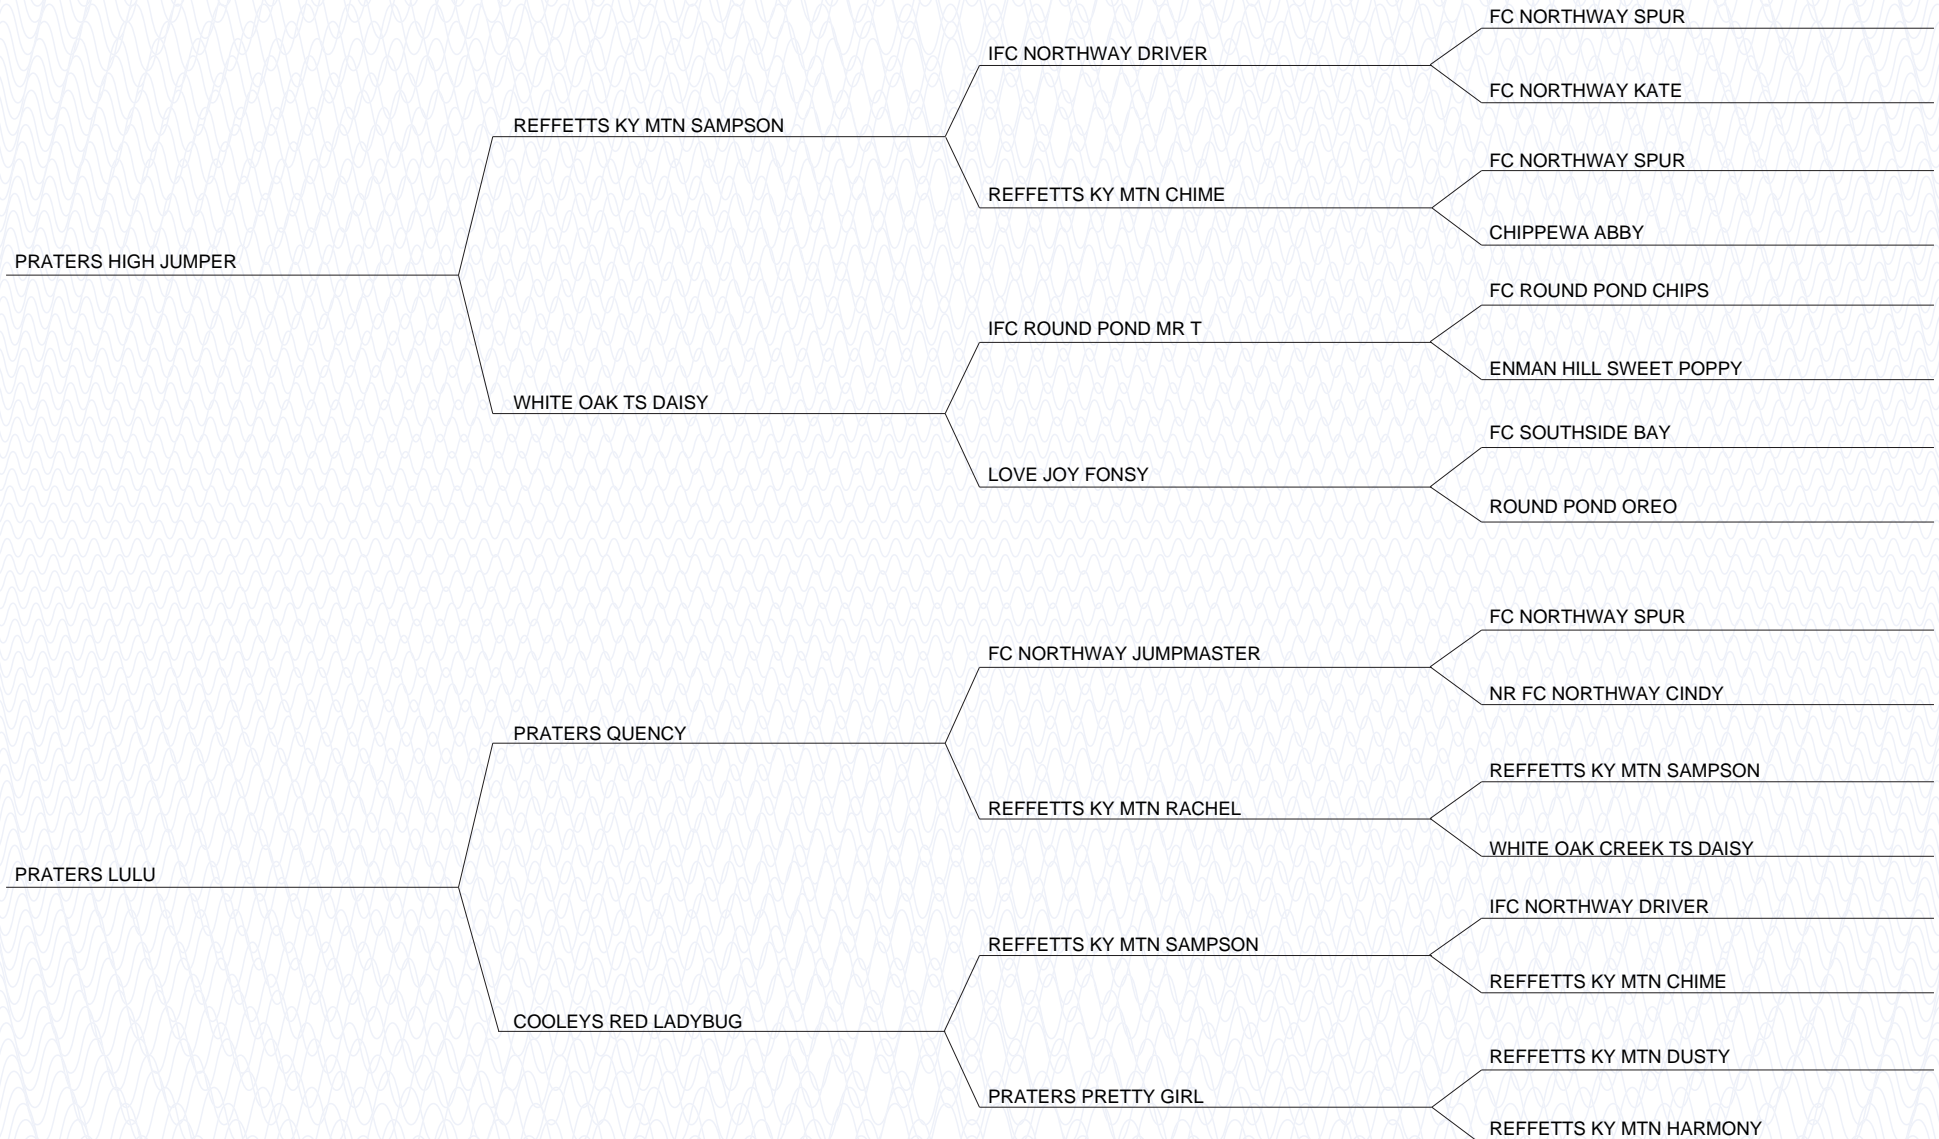 FC NORTHWAY SPUR
IFC NORTHWAY DRIVER
FC NORTHWAY KATE
REFFETTS KY MTN SAMPSON
FC NORTHWAY SPUR
REFFETTS KY MTN CHIME
CHIPPEWA ABBY
PRATERS HIGH JUMPER
FC ROUND POND CHIPS
IFC ROUND POND MR T
ENMAN HILL SWEET POPPY
WHITE OAK TS DAISY
FC SOUTHSIDE BAY
LOVE JOY FONSY
ROUND POND OREO
FC NORTHWAY SPUR
FC NORTHWAY JUMPMASTER
NR FC NORTHWAY CINDY
PRATERS QUENCY
REFFETTS KY MTN SAMPSON
REFFETTS KY MTN RACHEL
WHITE OAK CREEK TS DAISY
PRATERS LULU
IFC NORTHWAY DRIVER
REFFETTS KY MTN SAMPSON
REFFETTS KY MTN CHIME
COOLEYS RED LADYBUG
REFFETTS KY MTN DUSTY
PRATERS PRETTY GIRL
REFFETTS KY MTN HARMONY